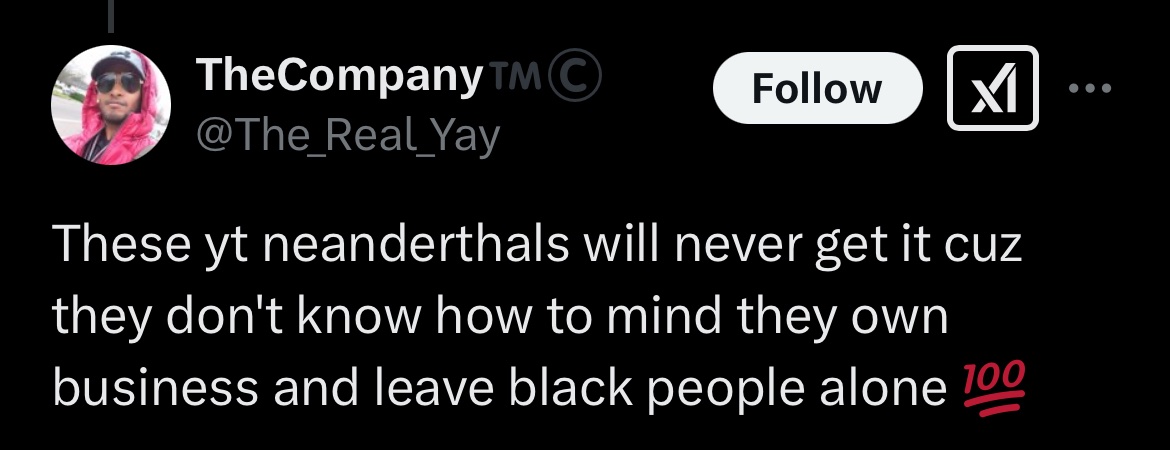 TheCompany™️©️
@The_Real_Yay
Follow
These yt neanderthals will never get it cuz
they don't know how to mind they own
business and leave black people alone 💯